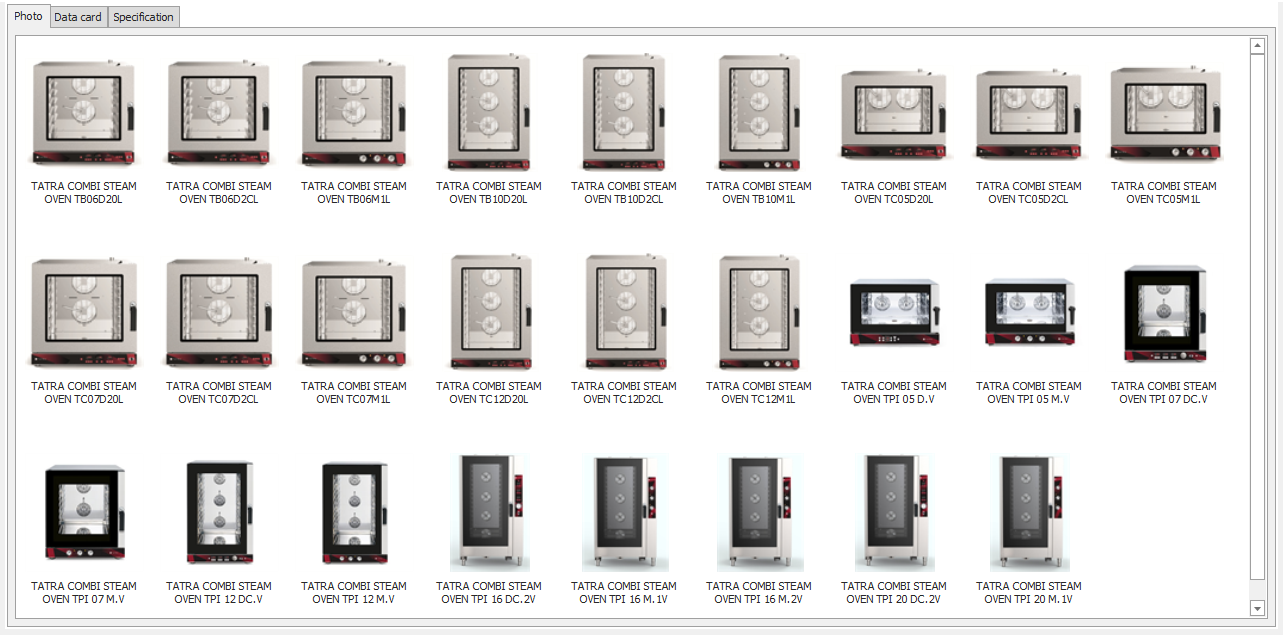 Photo
Data card
Specification
TATRA COMBI STEAM
OVEN TB06D20L
TATRA COMBI STEAM
OVEN TB06D2CL
TATRA COMBI STEAM
OVEN TB06M1L
TATRA COMBI STEAM
OVEN TB10D20L
TATRA COMBI STEAM
OVEN TB10D2CL
TATRA COMBI STEAM
OVEN TB10M1L
TATRA COMBI STEAM
OVEN TC05D20L
TATRA COMBI STEAM
OVEN TC05D2CL
TATRA COMBI STEAM
OVEN TC05M1L
TATRA COMBI STEAM
OVEN TC07D20L
TATRA COMBI STEAM
OVEN TC07D2CL
TATRA COMBI STEAM
OVEN TC07M1L
TATRA COMBI STEAM
OVEN TC12D20L
TATRA COMBI STEAM
OVEN TC12D2CL
TATRA COMBI STEAM
OVEN TC12M1L
TATRA COMBI STEAM
OVEN TPI 05 D.V
TATRA COMBI STEAM
OVEN TPI 05 M.V
TATRA COMBI STEAM
OVEN TPI 07 DC.V
TATRA COMBI STEAM
OVEN TPI 07 M.V
TATRA COMBI STEAM
OVEN TPI 12 DC.V
TATRA COMBI STEAM
OVEN TPI 12 M.V
TATRA COMBI STEAM
OVEN TPI 16 DC.2V
TATRA COMBI STEAM
OVEN TPI 16 M.1V
TATRA COMBI STEAM
OVEN TPI 16 M.2V
TATRA COMBI STEAM
OVEN TPI 20 DC.2V
TATRA COMBI STEAM
OVEN TPI 20 M.1V